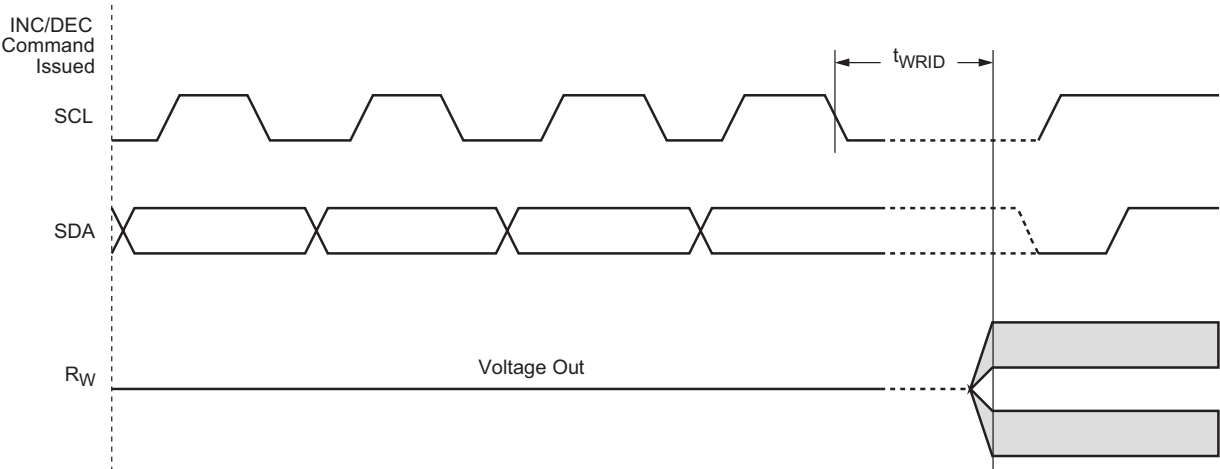 INC/DEC
Command
Issued
tWRID
SCL
SDA
Voltage Out
RW